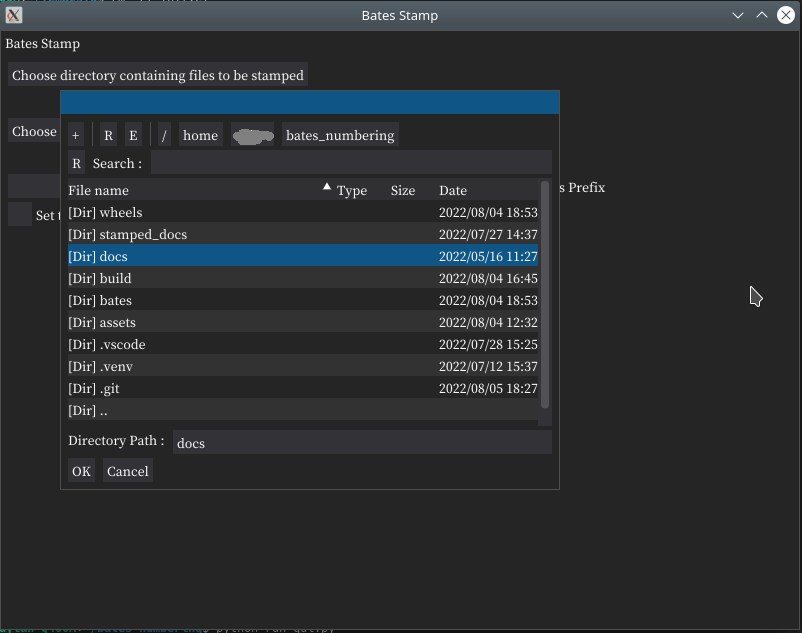 Bates Stamp
Bates Stamp
Choose directory containing files to be stamped
Choose
+ R E / home bates_numbering
R Search :
File name Type Size Date
s Prefix
[Dir] wheels 2022/08/04 18:53
Set
[Dir] stamped_docs 2022/07/27 14:37
[Dir] docs 2022/05/16 11:27
[Dir] build 2022/08/04 16:45
[Dir] bates 2022/08/04 18:53
[Dir] assets 2022/08/04 12:32
[Dir] .vscode 2022/07/28 15:25
[Dir] .venv 2022/07/12 15:37
[Dir] .git 2022/08/05 18:27
[Dir] ..
Directory Path : docs
OK Cancel